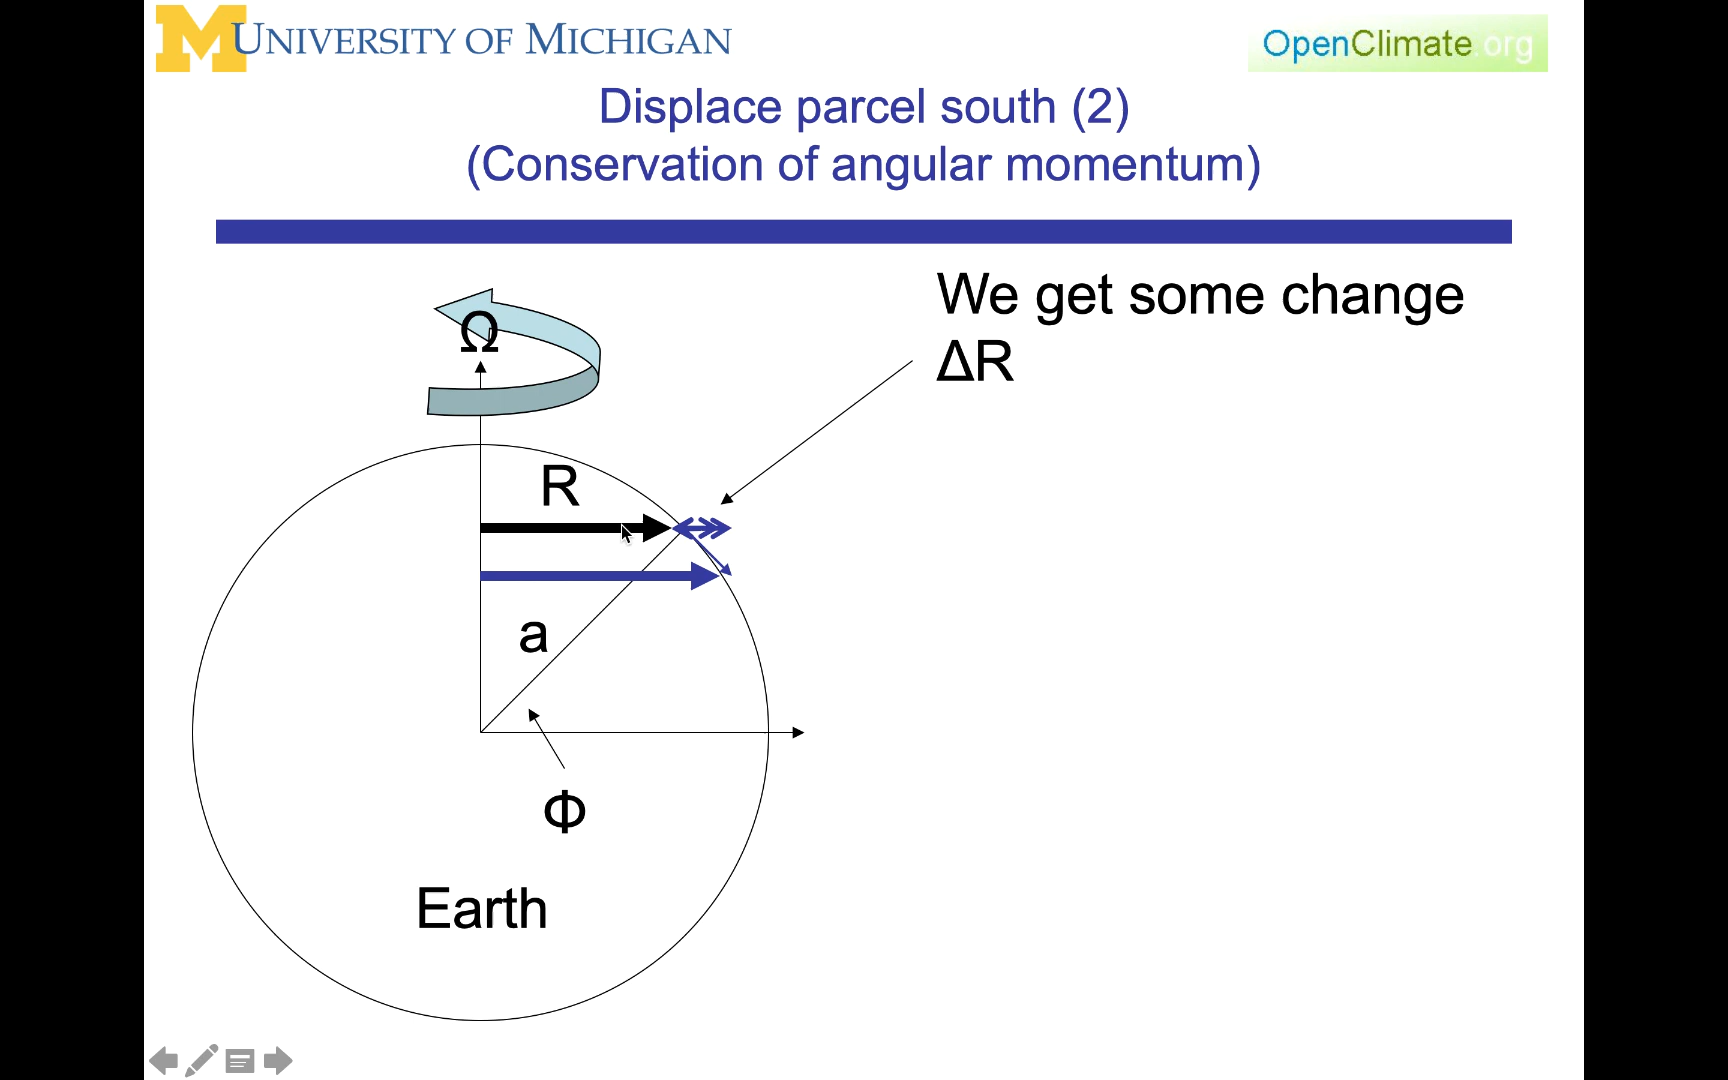 M UNIVERSITY OF MICHIGAN
OpenClimate.org
Displace parcel south (2)
(Conservation of angular momentum)
We get some change
ΔR
Ω
R
a
Φ
Earth